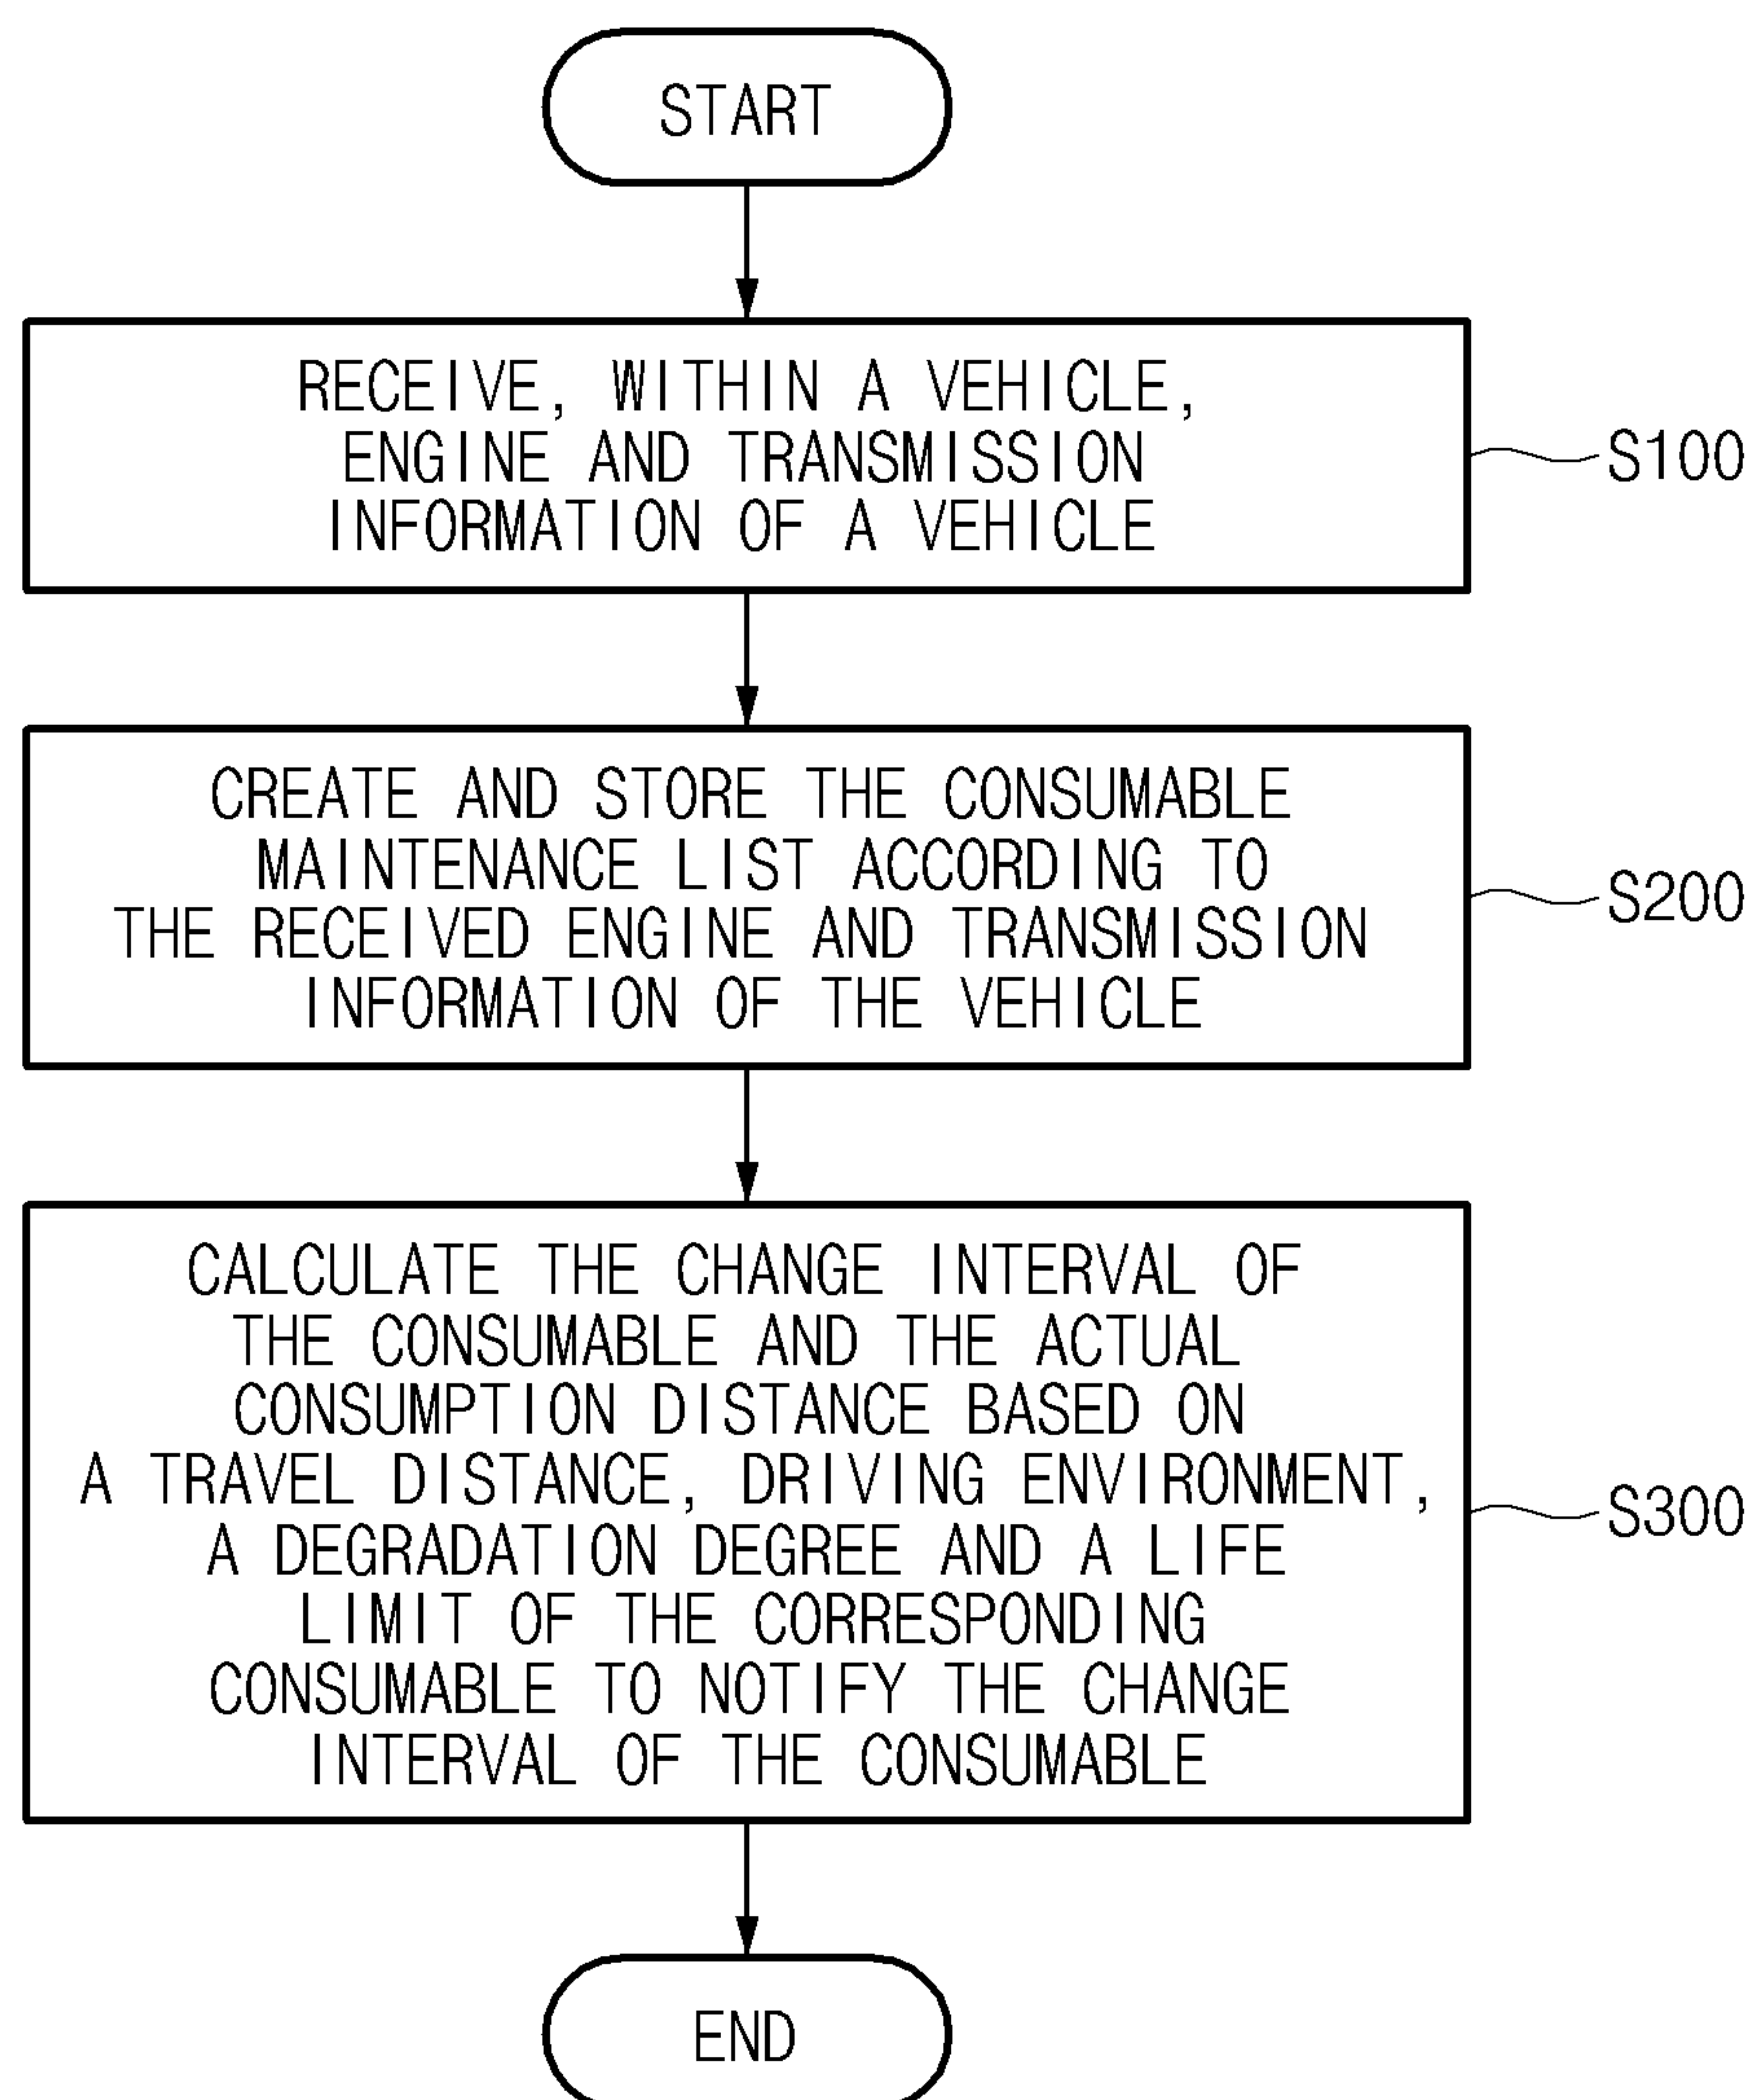 START
RECEIVE, WITHIN A VEHICLE,
ENGINE AND TRANSMISSION
INFORMATION OF A VEHICLE
S100
CREATE AND STORE THE CONSUMABLE
MAINTENANCE LIST ACCORDING TO
THE RECEIVED ENGINE AND TRANSMISSION
INFORMATION OF THE VEHICLE
S200
CALCULATE THE CHANGE INTERVAL OF
THE CONSUMABLE AND THE ACTUAL
CONSUMPTION DISTANCE BASED ON
A TRAVEL DISTANCE, DRIVING ENVIRONMENT,
A DEGRADATION DEGREE AND A LIFE
LIMIT OF THE CORRESPONDING
CONSUMABLE TO NOTIFY THE CHANGE
INTERVAL OF THE CONSUMABLE
S300
END